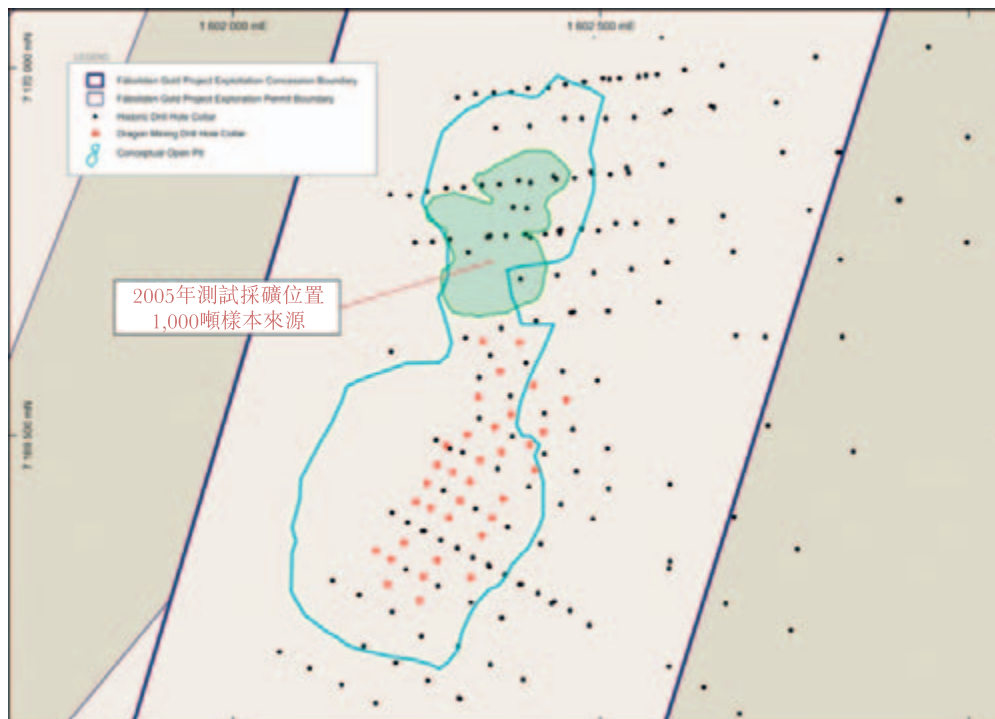 1 602 000 mE
1 602 500 mE
7 170 000 mN
LEGEND
Fäboliden Gold Project Exploitation Concession Boundary
Fäboliden Gold Project Exploration Permit Boundary
Historic Drill Hole Collar
Dragon Mining Drill Hole Collar
Conceptual Open Pit
2005年測試採礦位置
1,000噸樣本來源
7 169 500 mN